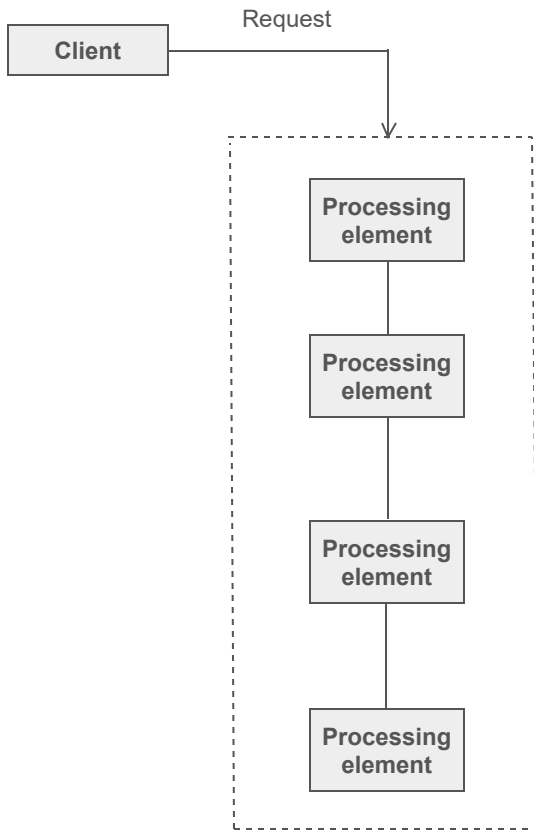 Request
Client
Processing
element
Processing
element
Processing
element
Processing
element